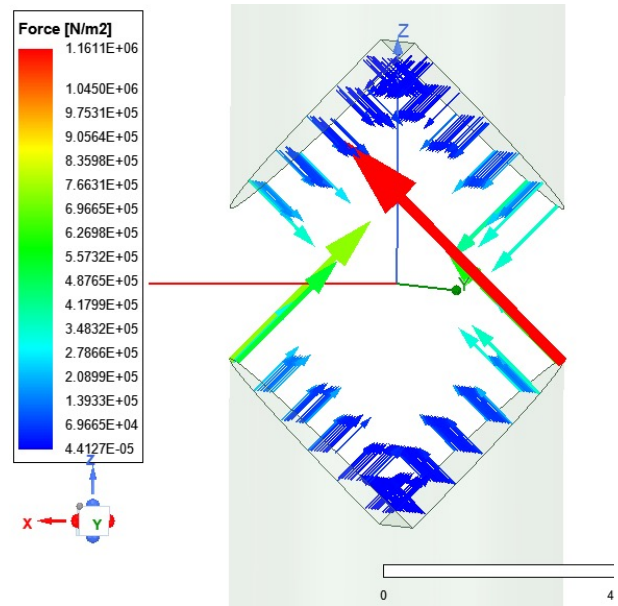 Force [N/m2]
1.1611E+06
1.0450E+06
9.7531E+05
9.0564E+05
8.3598E+05
7.6631E+05
6.9665E+05
6.2698E+05
5.5732E+05
4.8765E+05
4.1799E+05
3.4832E+05
2.7866E+05
2.0899E+05
1.3933E+05
6.9665E+04
4.4127E-05
Z
Y
Z
X
Y
0 4